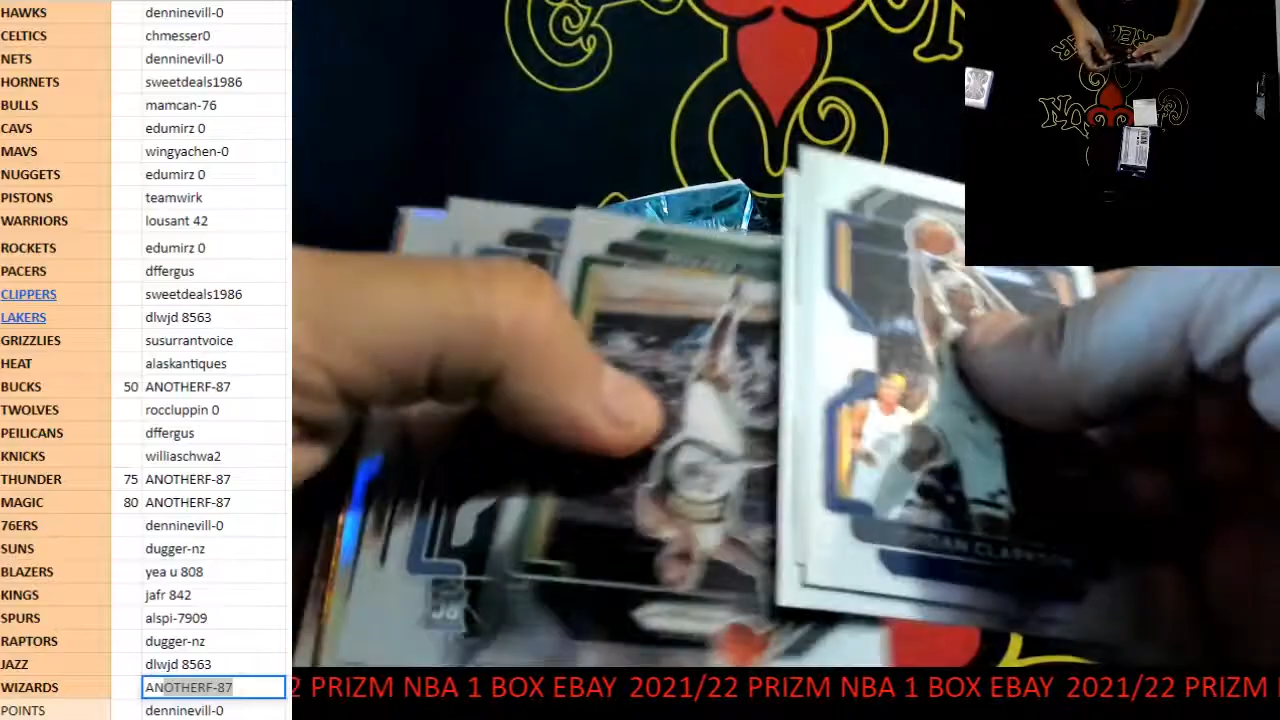 HAWKS denninevill-0
CELTICS chmesser0
NETS denninevill-0
HORNETS sweetdeals1986
BULLS mamcan-76
CAVS edumirz 0
MAVS wingyachen-0
NUGGETS edumirz 0
PISTONS teamwirk
WARRIORS lousant 42
ROCKETS edumirz 0
PACERS dffergus
CLIPPERS sweetdeals1986
LAKERS dlwjd 8563
GRIZZLIES susurrantvoice
HEAT alaskantiques
BUCKS 50 ANOTHERF-87
TWOLVES roccluppin 0
PEILICANS dffergus
KNICKS williaschwa2
THUNDER 75 ANOTHERF-87
MAGIC 80 ANOTHERF-87
76ERS denninevill-0
SUNS dugger-nz
BLAZERS yea u 808
KINGS jafr 842
SPURS alspi-7909
RAPTORS dugger-nz
JAZZ dlwjd 8563
WIZARDS ANOTHERF-87
POINTS denninevill-0
2 PRIZM NBA 1 BOX EBAY 2021/22 PRIZM NBA 1 BOX EBAY 2021/22 PRIZM